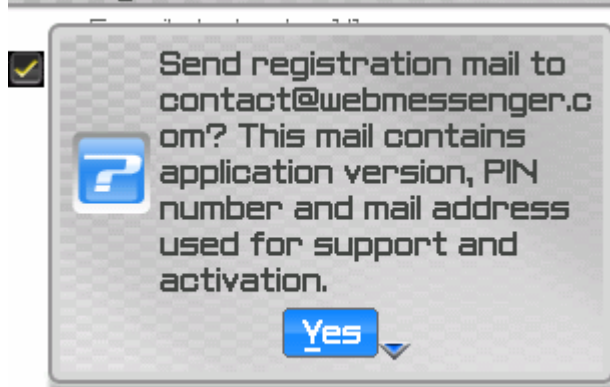 Send registration mail to
contact@webmessenger.c
om? This mail contains
application version, PIN
number and mail address
used for support and
activation.
Yes